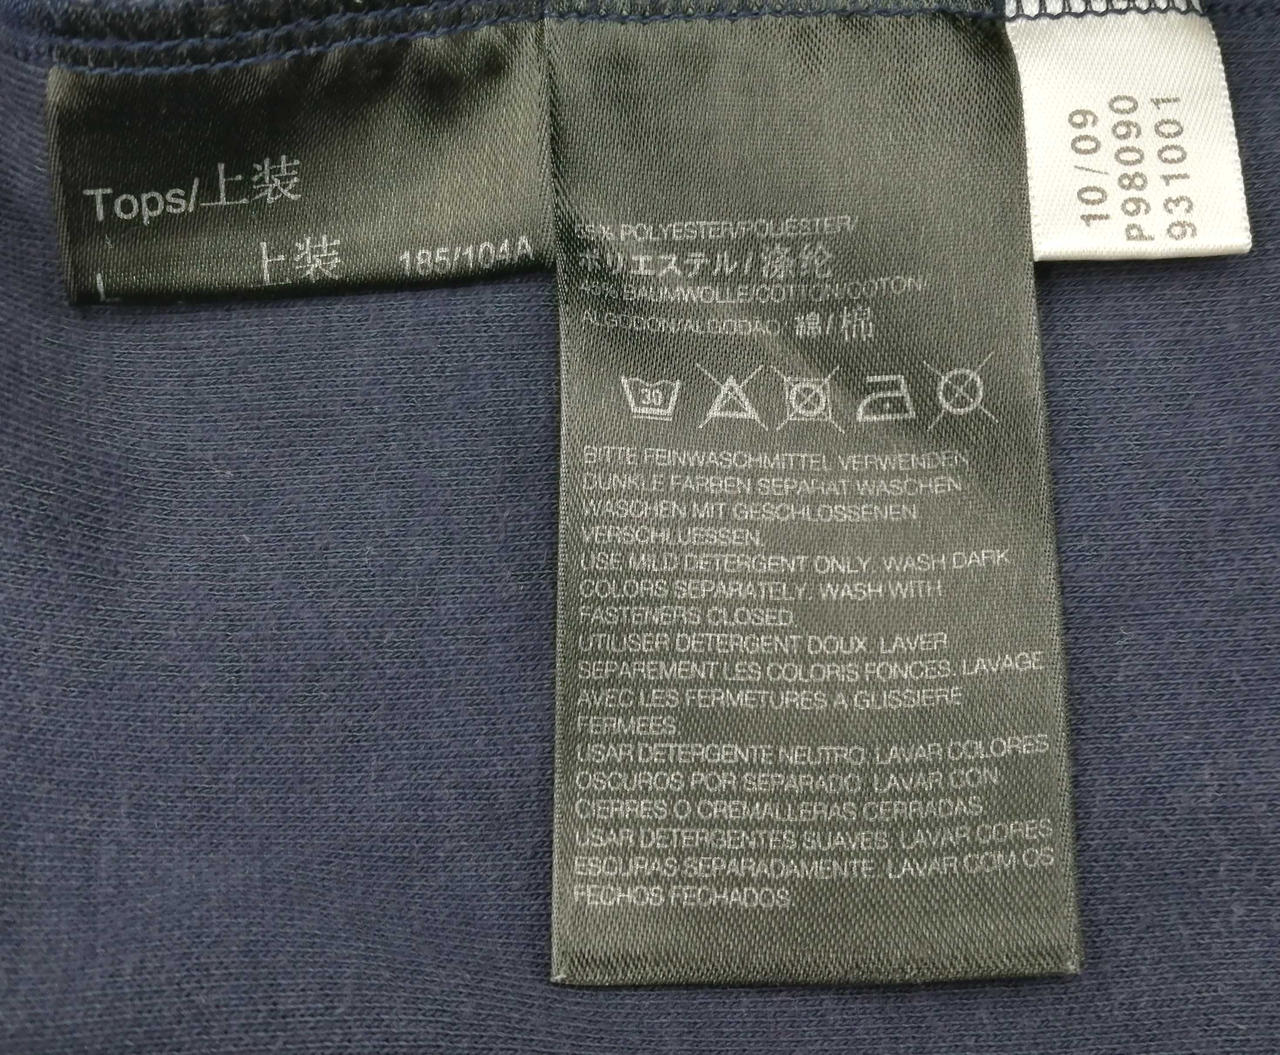 Tops/上装
L 上装 185/104A
% POLYESTER/POLIÉSTER/
ポリエステル/涤纶
% BAUMWOLLE/COTTON/COTON/
ALGODON/ALGODAO/綿/棉
30
BITTE FEINWASCHMITTEL VERWENDEN
DUNKLE FARBEN SEPARAT WASCHEN
WASCHEN MIT GESCHLOSSENEN
VERSCHLUESSEN.
USE MILD DETERGENT ONLY. WASH DARK
COLORS SEPARATELY. WASH WITH
FASTENERS CLOSED.
UTILISER DETERGENT DOUX. LAVER
SEPAREMENT LES COLORIS FONCES. LAVAGE
AVEC LES FERMETURES A GLISSIERE
FERMEES
USAR DETERGENTE NEUTRO. LAVAR COLORES
OSCUROS POR SEPARADO. LAVAR CON
CIERRES O CREMALLERAS CERRADAS.
USAR DETERGENTES SUAVES. LAVAR CORES
ESCURAS SEPARADAMENTE. LAVAR COM OS
FECHOS FECHADOS
10/09
P98090
931001